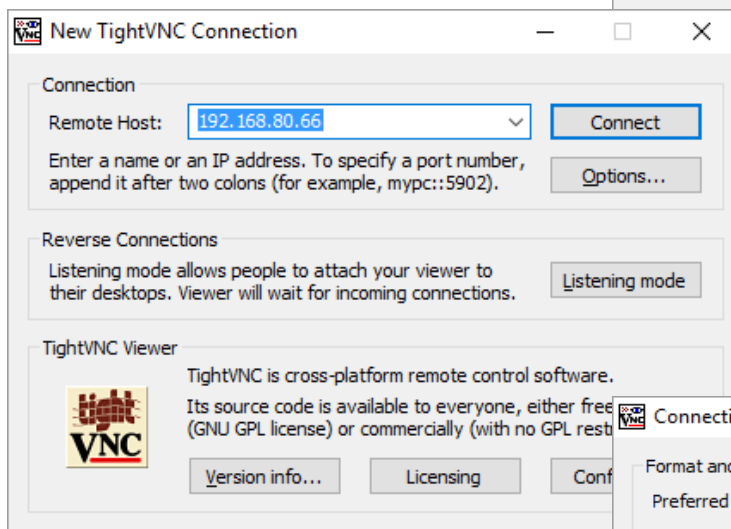 New TightVNC Connection
Connection
Remote Host: 192.168.80.66 Connect
Enter a name or an IP address. To specify a port number,
append it after two colons (for example, mypc::5902).
Options...
Reverse Connections
Listening mode allows people to attach your viewer to
their desktops. Viewer will wait for incoming connections.
Listening mode
TightVNC Viewer
TightVNC is cross-platform remote control software.
Its source code is available to everyone, either free
(GNU GPL license) or commercially (with no GPL rest
tight
VNC
Version info... Licensing Conf
Connecti
Format and
Preferred